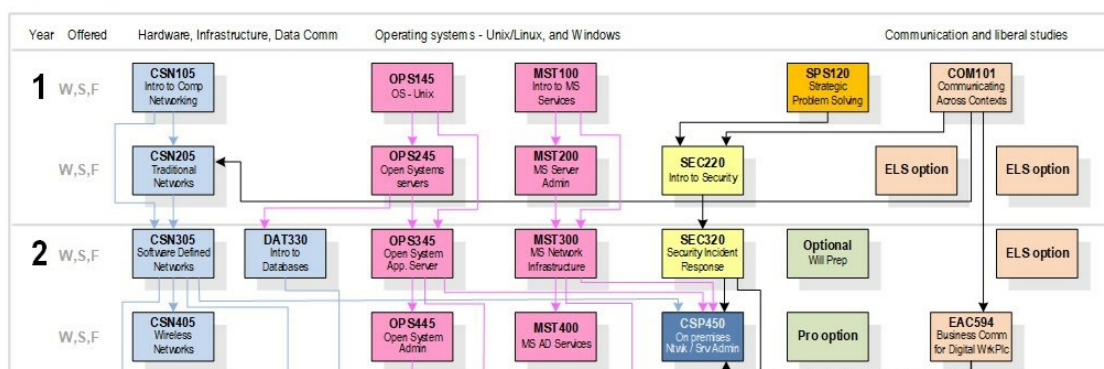 Year Offered Hardware, Infrastructure, Data Comm Operating systems - Unix/Linux, and Windows Communication and liberal studies
1 W,S,F
CSN105
Intro to Comp
Networking
OPS145
OS - Unix
MST100
Intro to MS
Services
SPS120
Strategic
Problem Solving
COM101
Communicating
Across Contexts
W,S,F
CSN205
Traditional
Networks
OPS245
Open Systems
servers
MST200
MS Server
Admin
SEC220
Intro to Security
ELS option
ELS option
2 W,S,F
CSN305
Software Defined
Networks
DAT330
Intro to
Databases
OPS345
Open System
App. Server
MST300
MS Network
Infrastructure
SEC320
Security Incident
Response
Optional
Will Prep
ELS option
W,S,F
CSN405
Wireless
Networks
OPS445
Open System
Admin
MST400
MS AD Services
CSP450
On premises
Ntwk / Srv Admin
Pro option
EAC594
Business Comm
for Digital WrkPlc